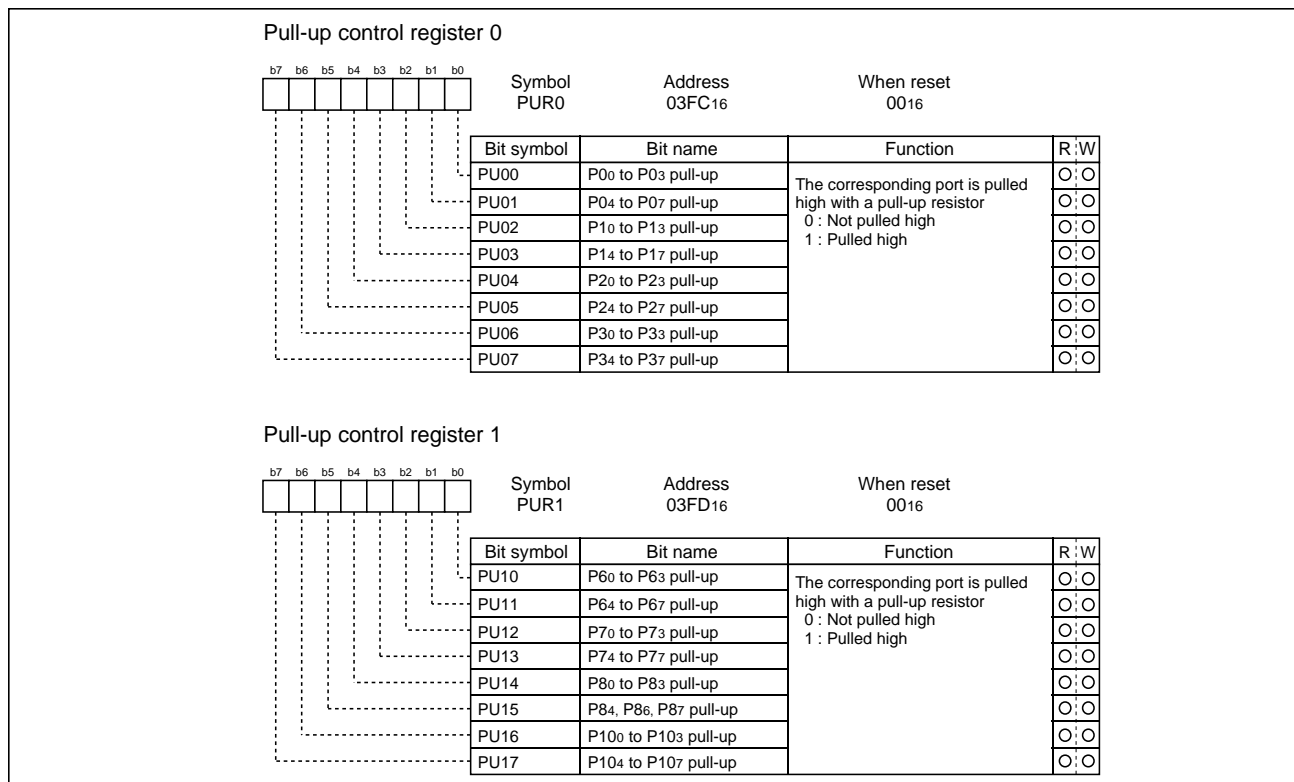 Pull-up control register 0
b7 b6 b5 b4 b3 b2 b1 b0
Symbol Address When reset
PUR0 03FC16 0016
Bit symbol Bit name Function R W
PU00 P00 to P03 pull-up The corresponding port is pulled
PU01 P04 to P07 pull-up high with a pull-up resistor
0 : Not pulled high
PU02 P10 to P13 pull-up
1 : Pulled high
PU03 P14 to P17 pull-up
PU04 P20 to P23 pull-up
PU05 P24 to P27 pull-up
PU06 P30 to P33 pull-up
PU07 P34 to P37 pull-up
Pull-up control register 1
b7 b6 b5 b4 b3 b2 b1 b0
Symbol Address When reset
PUR1 03FD16 0016
Bit symbol Bit name Function R W
PU10 P60 to P63 pull-up The corresponding port is pulled
PU11 P64 to P67 pull-up high with a pull-up resistor
0 : Not pulled high
PU12 P70 to P73 pull-up
1 : Pulled high
PU13 P74 to P77 pull-up
PU14 P80 to P83 pull-up
PU15 P84, P86, P87 pull-up
PU16 P100 to P103 pull-up
PU17 P104 to P107 pull-up